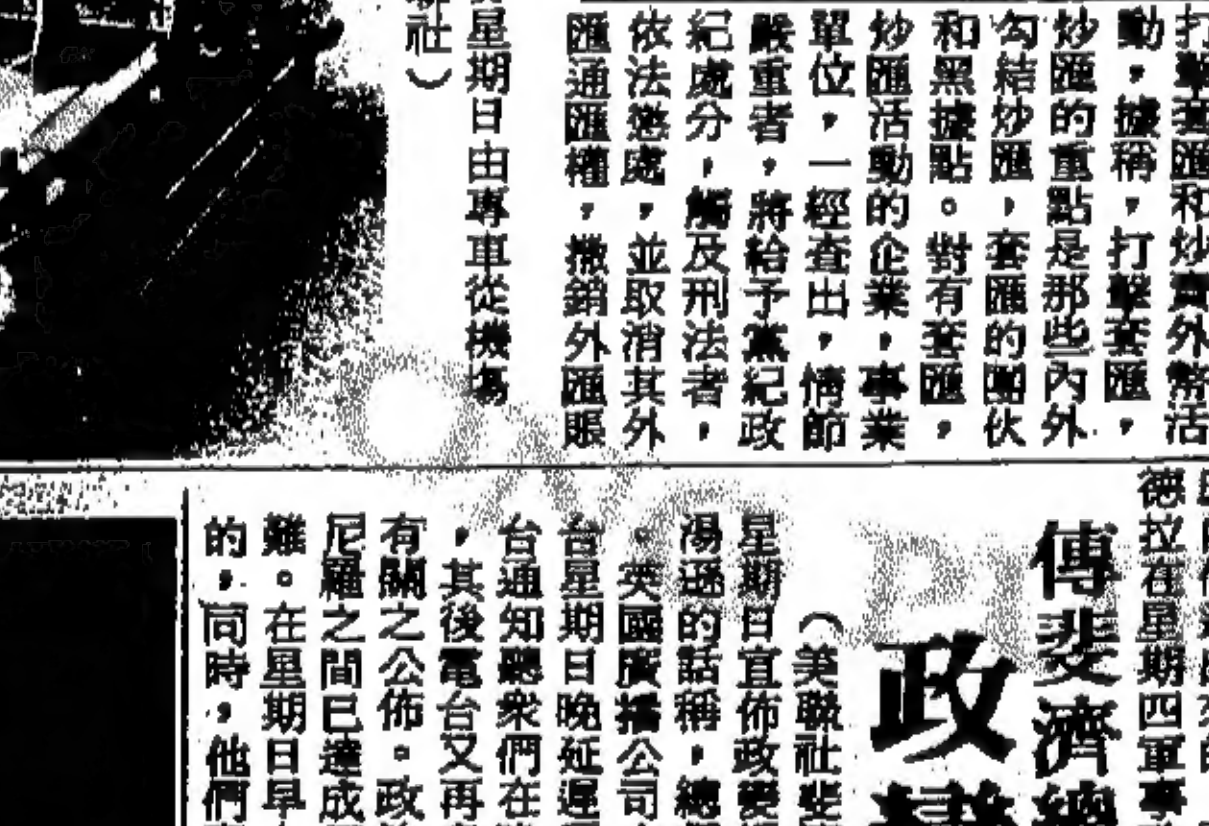 打擊套匯和炒賣外幣活
動，據稱，打擊套匯，
炒匯的重點是那些內外
勾結炒匯，套匯的團伙
和黑據點。對有套匯，
炒匯活動的企業，事業
單位，一經查出，情節
嚴重者，將給予黨紀政
紀處分，觸及刑法者，
依法懲處，並取消其外
匯通匯權，撤銷外匯賬
星期日由專車從機場
社）
德拉在星期四軍事
傅斐濟總
政變
（美聯社斐
星期日宣佈政變
湯遜的話稱，總
。英國廣播公司
台星期日晚延遲
台通知聽衆們在
，其後電台又再
有關之公佈。政
尼羅之間已達成
難。在星期日早
的，同時，他們